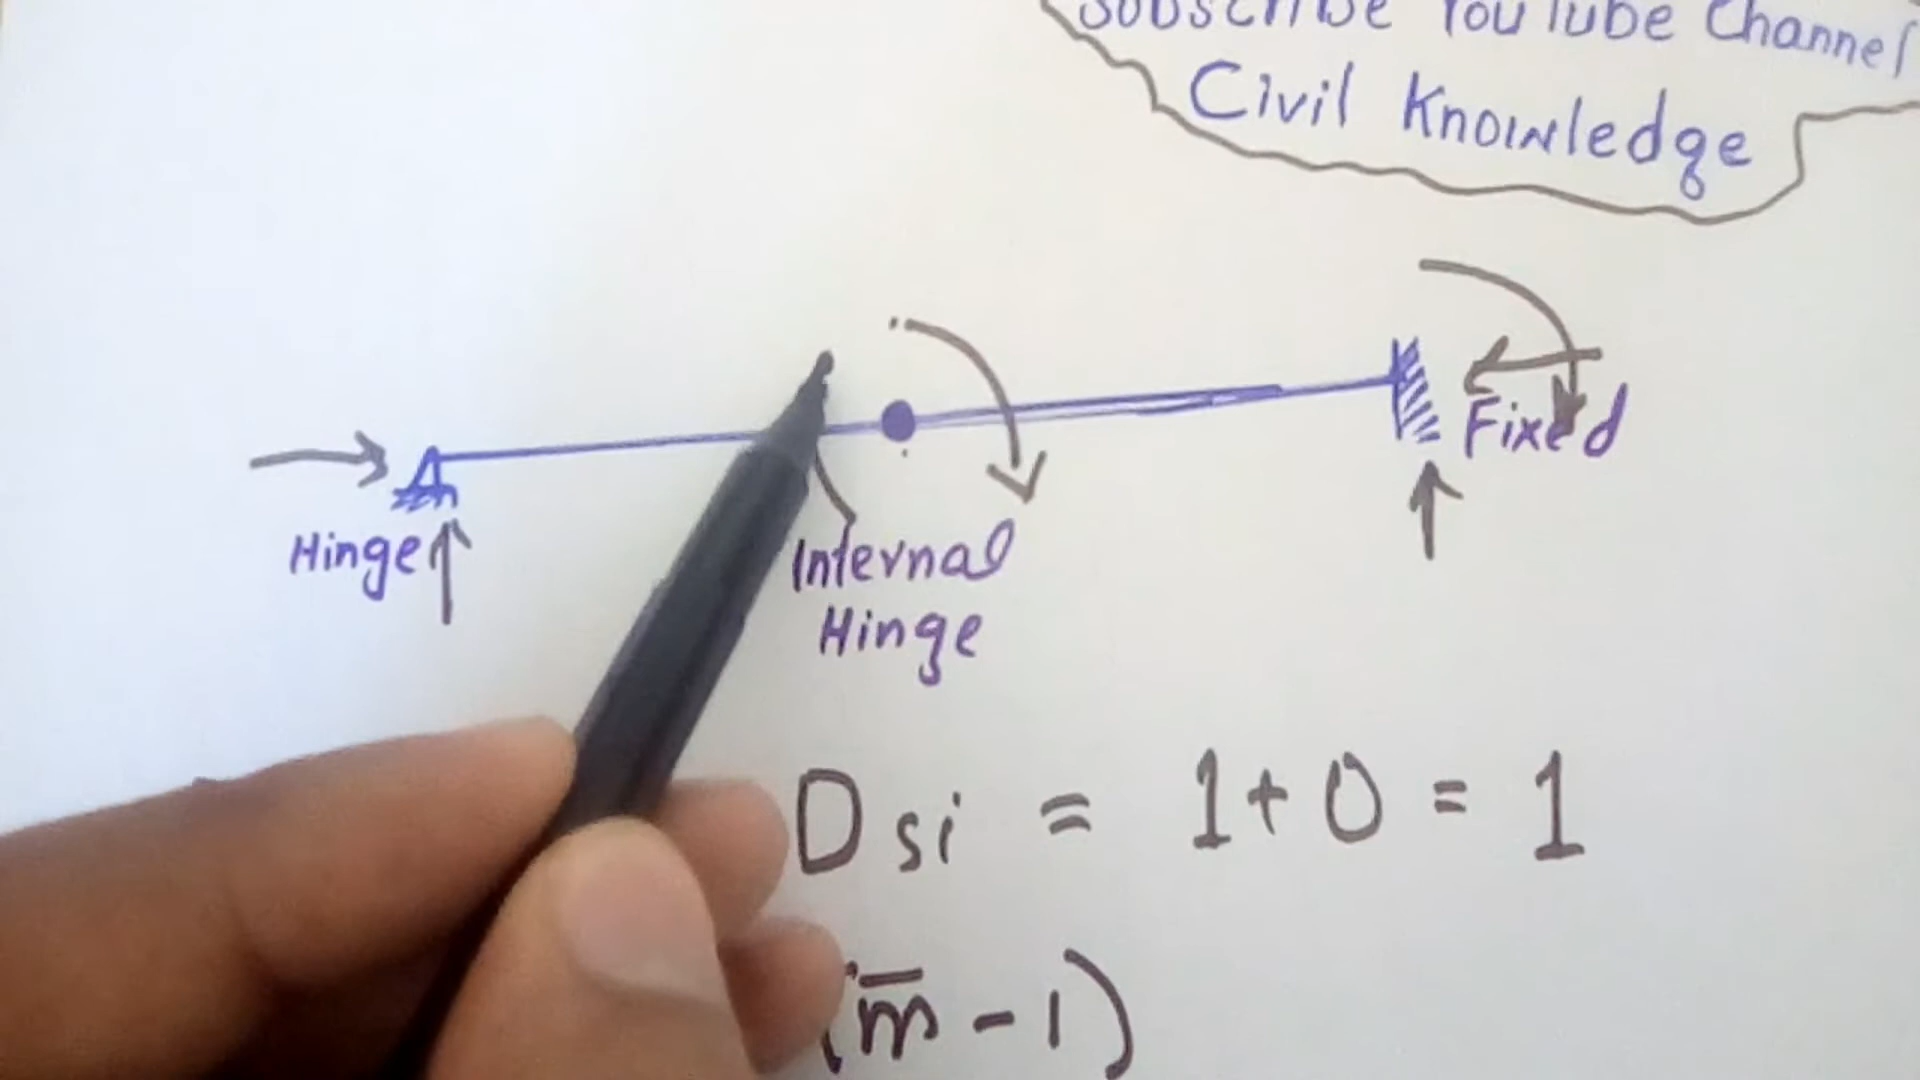 Subscribe YouTube Channel
Civil Knowledge
Fixed
Hinge
Internal
Hinge
Dsi = 1+0 = 1
(m̅ - 1)